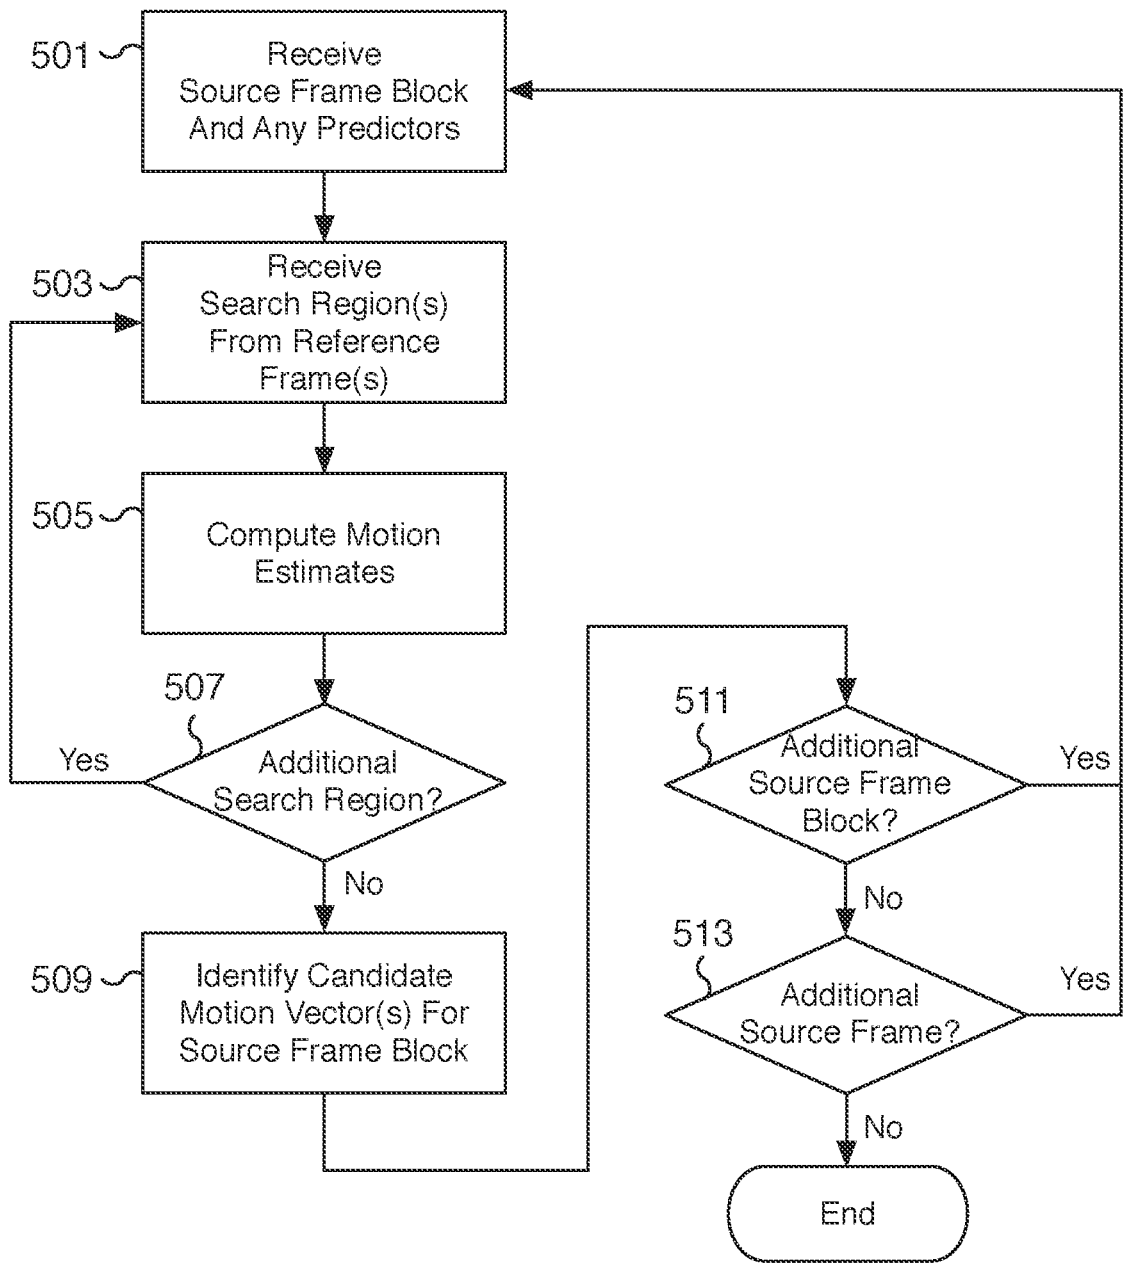 501
Receive
Source Frame Block
And Any Predictors
503
Receive
Search Region(s)
From Reference
Frame(s)
505
Compute Motion
Estimates
507
Additional
Search Region?
Yes
No
509
Identify Candidate
Motion Vector(s) For
Source Frame Block
511
Additional
Source Frame
Block?
Yes
No
513
Additional
Source Frame?
Yes
No
End